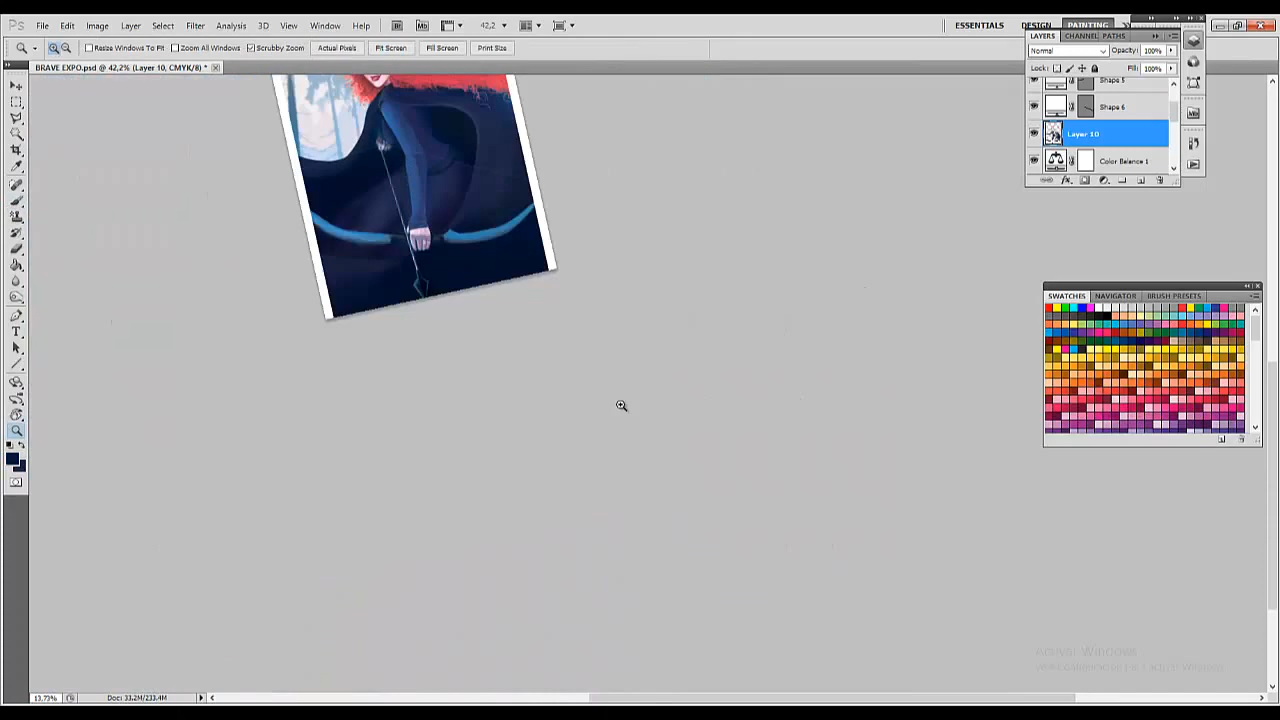 Ps File Edit Image Layer Select Filter Analysis 3D View Window Help Mb 42,2 ESSENTIALS DESIGN PAINTING
Resize Windows To Fit Zoom All Windows Scrubby Zoom Actual Pixels Fit Screen Fill Screen Print Size
BRAVE EXPO.psd @ 42,2% (Layer 10, CMYK/8) *
LAYERS CHANNEL PATHS
Normal Opacity: 100%
Lock: Fill: 100%
Shape 5
Shape 6
Layer 10
Color Balance 1
SWATCHES NAVIGATOR BRUSH PRESETS
Activar Windows
13,73% Doc: 33,2M/233,4M